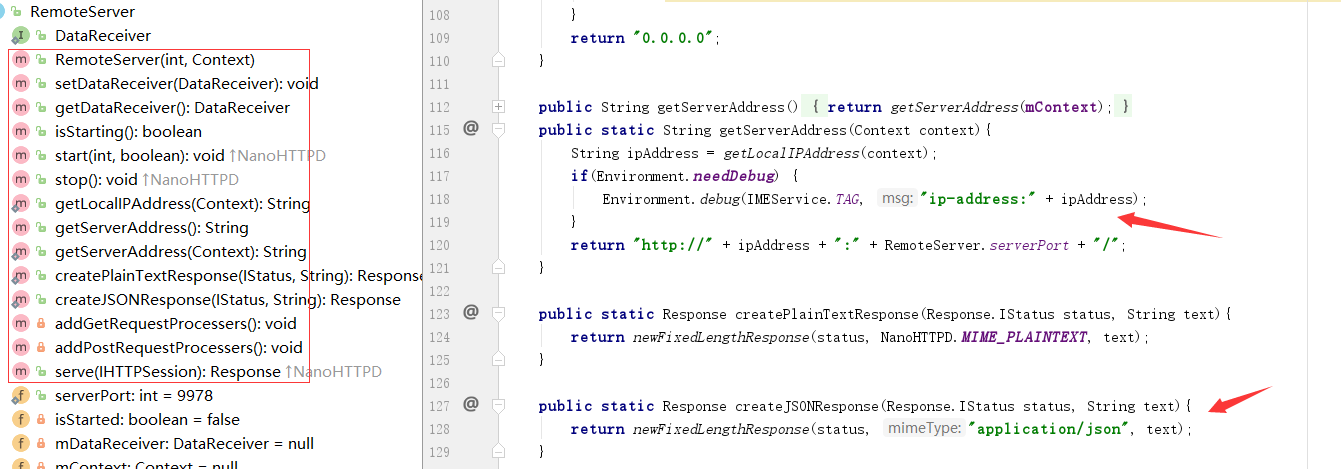 RemoteServer
DataReceiver
RemoteServer(int, Context)
setDataReceiver(DataReceiver): void
getDataReceiver(): DataReceiver
isStarting(): boolean
start(int, boolean): void ↑NanoHTTPD
stop(): void ↑NanoHTTPD
getLocalIPAddress(Context): String
getServerAddress(): String
getServerAddress(Context): String
createPlainTextResponse(IStatus, String): Response
createJSONResponse(IStatus, String): Response
addGetRequestProcessers(): void
addPostRequestProcessers(): void
serve(IHTTPSession): Response ↑NanoHTTPD
serverPort: int = 9978
isStarted: boolean = false
mDataReceiver: DataReceiver = null
mContext: Context = null
108 }
109 return "0.0.0.0";
110 }
111
112 public String getServerAddress() { return getServerAddress(mContext); }
115 @ public static String getServerAddress(Context context){
116 String ipAddress = getLocalIPAddress(context);
117 if(Environment.needDebug) {
118 Environment.debug(IMEService.TAG, msg: "ip-address:" + ipAddress);
119 }
120 return "http://" + ipAddress + ":" + RemoteServer.serverPort + "/";
121 }
122
123 @ public static Response createPlainTextResponse(Response.IStatus status, String text){
124 return newFixedLengthResponse(status, NanoHTTPD.MIME_PLAINTEXT, text);
125 }
126
127 @ public static Response createJSONResponse(Response.IStatus status, String text){
128 return newFixedLengthResponse(status, mimeType: "application/json", text);
129 }